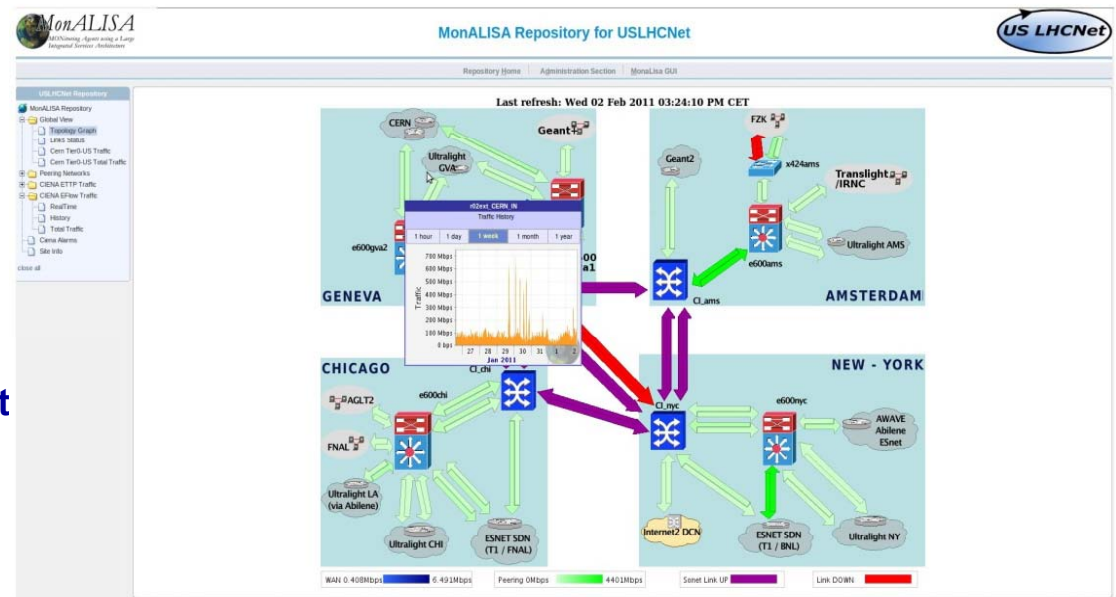 MonALISA
MONitoring Agents using a Large
Integrated Services Architecture
MonALISA Repository for USLHCNet
US LHCNet
Repository Home
Administration Section
MonaLisa GUI
USLHCNet Repository
MonALISA Repository
Global View
Topology Graph
Links Status
Cern Tier0-US Traffic
Cern Tier0-US Total Traffic
Peering Networks
CIENA ETTP Traffic
CIENA EFlow Traffic
RealTime
History
Total Traffic
Ciena Alarms
Site Info
close all
t
Last refresh: Wed 02 Feb 2011 03:24:10 PM CET
CERN
Geant
Ultralight
GVA
e600gva2
GENEVA
r02ext_CERN_IN
Traffic History
1 hour
1 day
1 week
1 month
1 year
Traffic
700 Mbps
600 Mbps
500 Mbps
400 Mbps
300 Mbps
200 Mbps
100 Mbps
0 bps
27 28 29 30 31 1 2
Jan 2011
FZK
x424ams
Geant2
Translight
/IRNC
Ultralight AMS
e600ams
CI_ams
AMSTERDAM
CHICAGO
CI_chi
e600chi
AGLT2
FNAL
Ultralight LA
(via Abilene)
Ultralight CHI
ESNET SDN
(T1 / FNAL)
NEW - YORK
CI_nyc
e600nyc
AWAVE
Abilene
ESnet
Internet2 DCN
ESNET SDN
(T1 / BNL)
Ultralight NY
WAN 0.408Mbps
6.491Mbps
Peering 0Mbps
4401Mbps
Sonet Link UP
Link DOWN